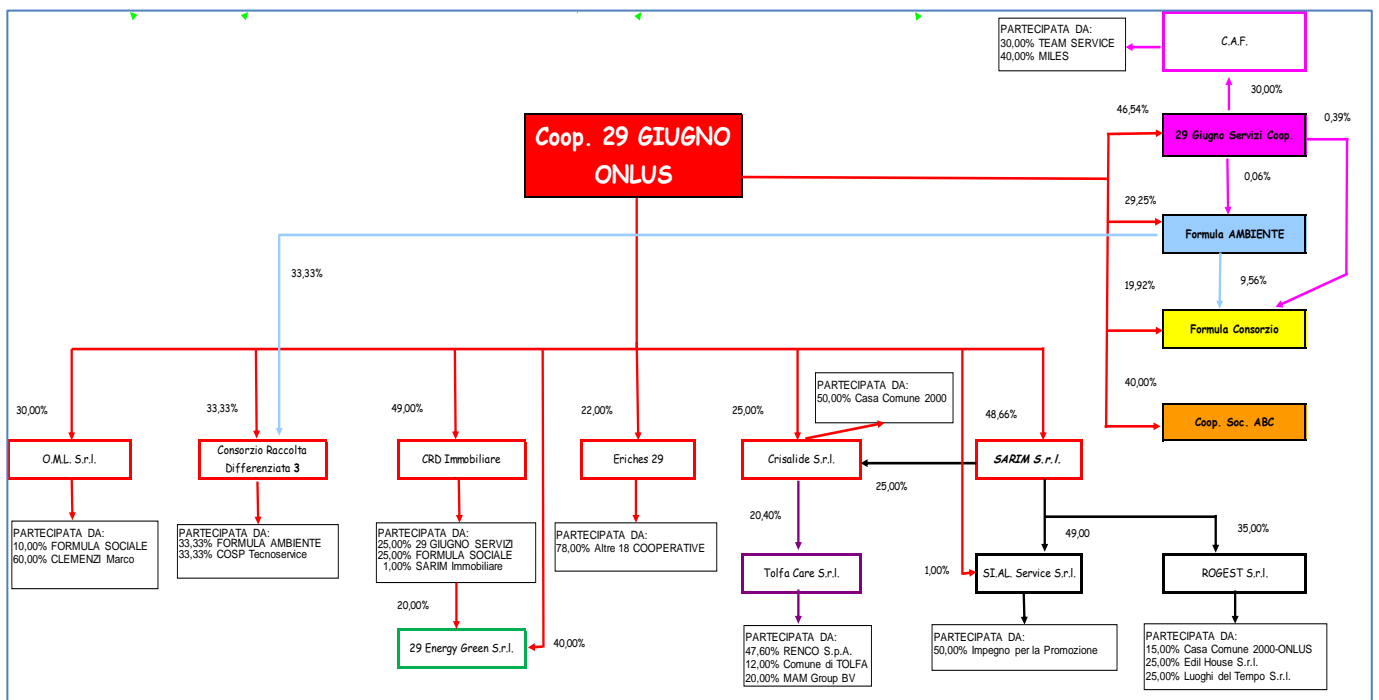 PARTECIPATA DA:
30,00% TEAM SERVICE
40,00% MILES
C.A.F.
30,00%
46,54%
0,39%
Coop. 29 GIUGNO
ONLUS
29 Giugno Servizi Coop.
0,06%
29,25%
Formula AMBIENTE
33,33%
19,92%
9,56%
Formula Consorzio
40,00%
Coop. Soc. ABC
PARTECIPATA DA:
50,00% Casa Comune 2000
30,00%
33,33%
49,00%
22,00%
25,00%
48,66%
O.M.L. S.r.l.
Consorzio Raccolta
Differenziata 3
CRD Immobiliare
Eriches 29
Crisalide S.r.l.
SARIM S.r.l.
25,00%
PARTECIPATA DA:
10,00% FORMULA SOCIALE
60,00% CLEMENZI Marco
PARTECIPATA DA:
33,33% FORMULA AMBIENTE
33,33% COSP Tecnoservice
PARTECIPATA DA:
25,00% 29 GIUGNO SERVIZI
25,00% FORMULA SOCIALE
1,00% SARIM Immobiliare
PARTECIPATA DA:
78,00% Altre 18 COOPERATIVE
20,40%
49,00
35,00%
Tolfa Care S.r.l.
1,00%
SI.AL. Service S.r.l.
ROGEST S.r.l.
20,00%
29 Energy Green S.r.l.
40,00%
PARTECIPATA DA:
47,60% RENCO S.p.A.
12,00% Comune di TOLFA
20,00% MAM Group BV
PARTECIPATA DA:
50,00% Impegno per la Promozione
PARTECIPATA DA:
15,00% Casa Comune 2000-ONLUS
25,00% Edil House S.r.l.
25,00% Luoghi del Tempo S.r.l.